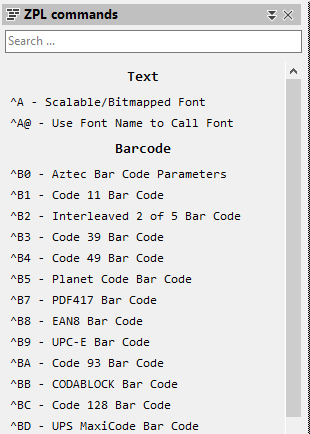 ZPL commands
Search ...
Text
^A - Scalable/Bitmapped Font
^A@ - Use Font Name to Call Font
Barcode
^B0 - Aztec Bar Code Parameters
^B1 - Code 11 Bar Code
^B2 - Interleaved 2 of 5 Bar Code
^B3 - Code 39 Bar Code
^B4 - Code 49 Bar Code
^B5 - Planet Code Bar Code
^B7 - PDF417 Bar Code
^B8 - EAN8 Bar Code
^B9 - UPC-E Bar Code
^BA - Code 93 Bar Code
^BB - CODABLOCK Bar Code
^BC - Code 128 Bar Code
^BD - UPS MaxiCode Bar Code